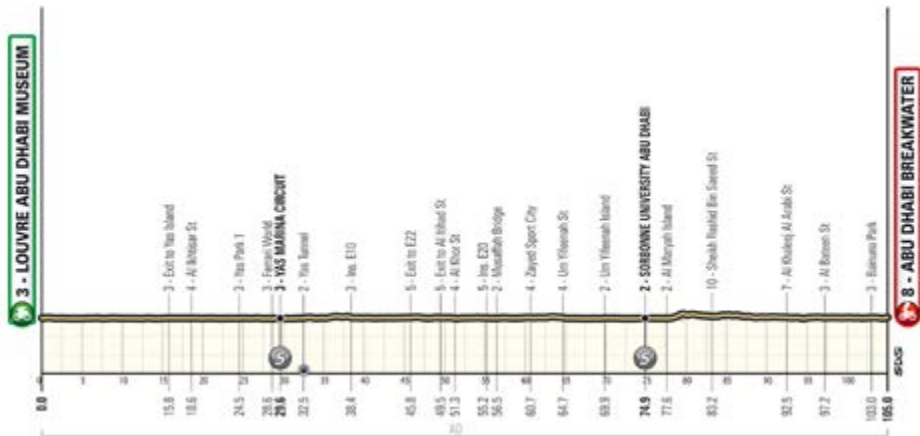 3 - LOUVRE ABU DHABI MUSEUM
3 - Exit to Yas Island
4 - Al Ikhtisar St.
2 - Yas Park 1
3 - Ferrari World
3 - YAS MARINA CIRCUIT
2 - Yas Tunnel
3 - Ins. E10
5 - Exit to E22
5 - Exit to Al Itihad St
4 - Al Khor St
5 - Ins. E20
2 - Musaffah Bridge
4 - Zayed Sport City
4 - Um Yifeenah St.
2 - Um Yifeenah Island
2 - SORBONNE UNIVERSITY ABU DHABI
2 - Al Maryah Island
10 - Sheikh Rashid Bin Saeed St
7 - Al Khaleej Al Arabi St
3 - Al Bateen St
3 - Bainuna Park
8 - ABU DHABI BREAKWATER
S
S
0 5 10 15 20 25 30 35 40 45 50 55 60 65 70 75 80 85 90 95 100
0.0 15.8 18.6 24.5 28.6 29.6 32.5 38.4 45.8 49.5 51.3 55.2 56.5 60.7 64.7 69.9 74.9 77.6 83.2 92.5 97.2 103.0 105.0
SDS